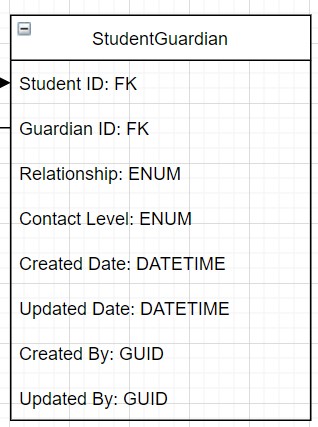 StudentGuardian
Student ID: FK
Guardian ID: FK
Relationship: ENUM
Contact Level: ENUM
Created Date: DATETIME
Updated Date: DATETIME
Created By: GUID
Updated By: GUID